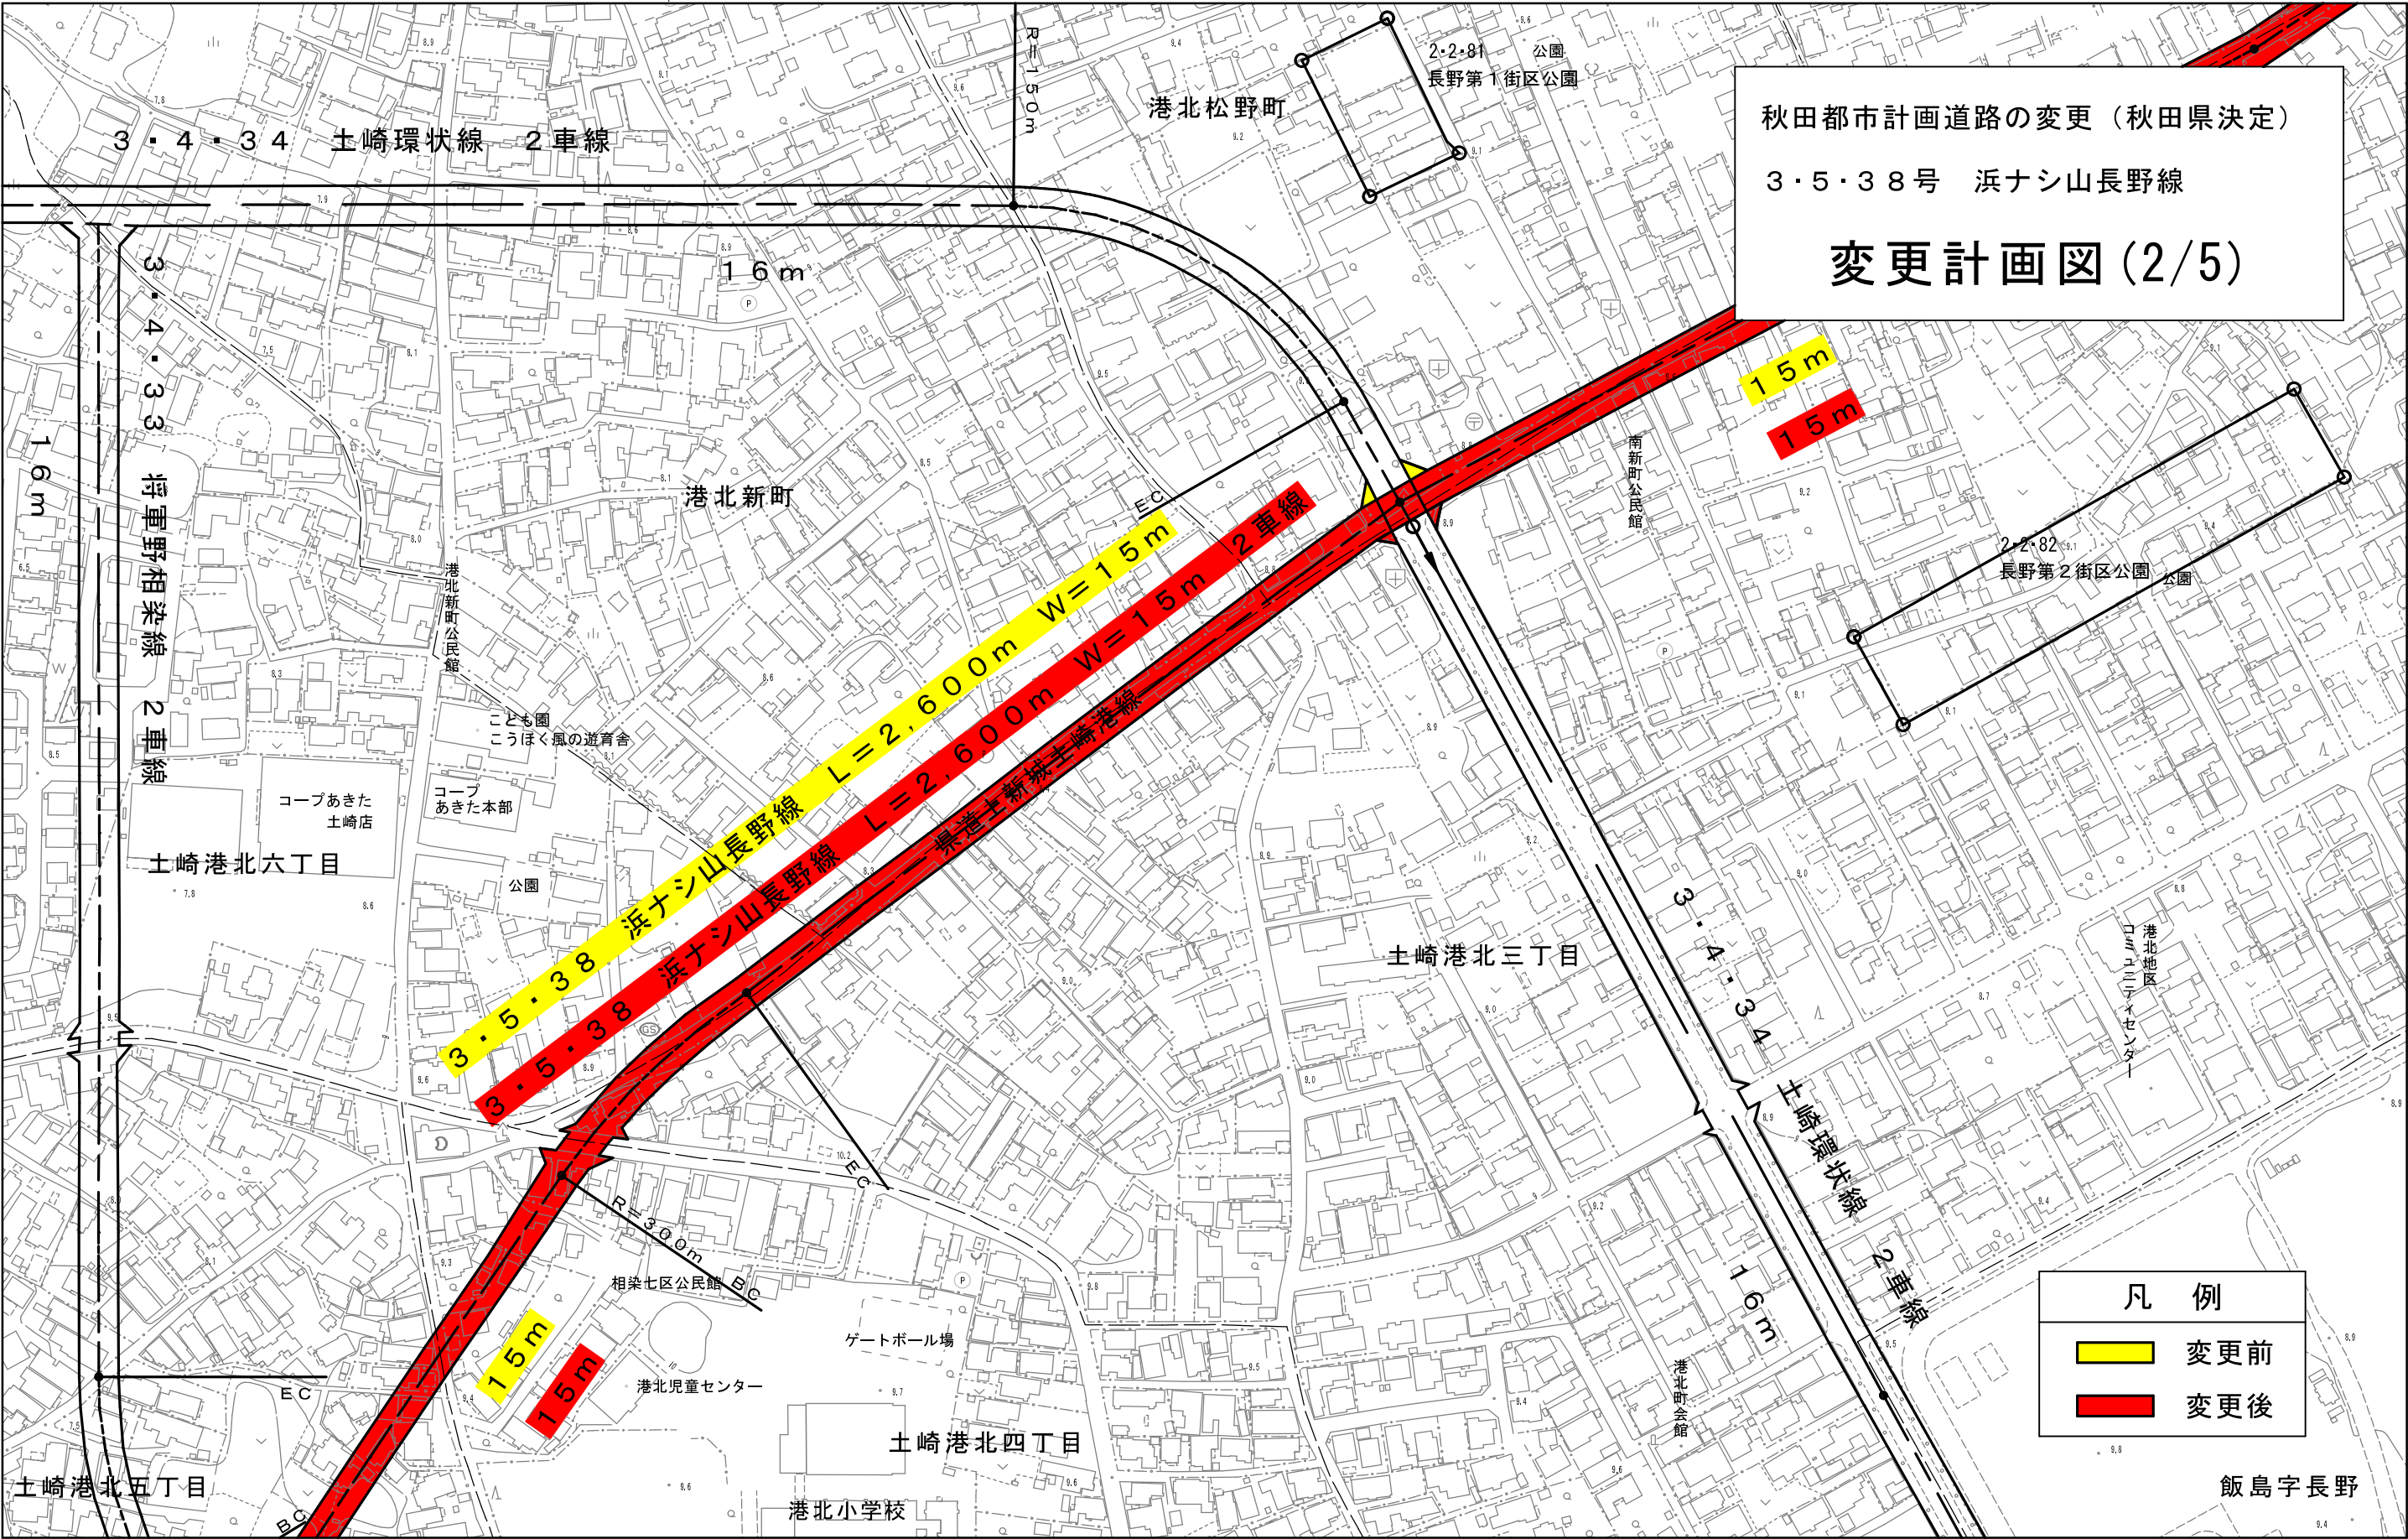 秋田都市計画道路の変更（秋田県決定）
３・５・３８号　浜ナシ山長野線
変更計画図(2/5)
３・４・３４　土崎環状線　２車線
R＝１５０ｍ
港北松野町
2・2・81　公園
長野第１街区公園
１６ｍ
３・４・３３　将軍野相染線　２車線
１６ｍ
港北新町
港北新町公民館
EC
南新町公民館
１５ｍ
１５ｍ
2・2・82
長野第２街区公園　公園
こども園
こうほく風の遊育舎
コープあきた
土崎店
コープ
あきた本部
土崎港北六丁目
公園
３・５・３８　浜ナシ山長野線　Ｌ＝２,６００ｍ　Ｗ＝１５ｍ
３・５・３８　浜ナシ山長野線　Ｌ＝２,６００ｍ　Ｗ＝１５ｍ　２車線
県道上新城土崎港線
土崎港北三丁目
３・４・３４　土崎環状線　２車線
１６ｍ
港北地区
コミュニティセンター
GS
EC
R＝３００ｍ　BC
相染七区公民館
１５ｍ
１５ｍ
ゲートボール場
港北児童センター
EC
土崎港北四丁目
港北町会館
土崎港北五丁目
BC
港北小学校
凡　例
変更前
変更後
飯島字長野